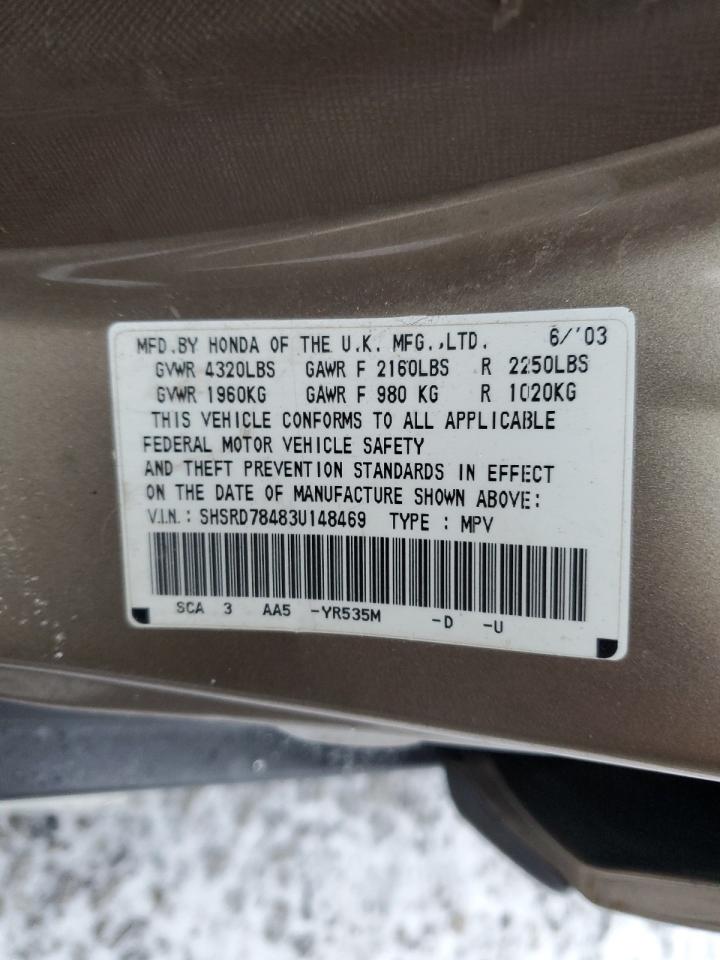 MFD.BY HONDA OF THE U.K. MFG.,LTD. 6/'03
GVWR 4320LBS GAWR F 2160LBS R 2250LBS
GVWR 1960KG GAWR F 980 KG R 1020KG
THIS VEHICLE CONFORMS TO ALL APPLICABLE
FEDERAL MOTOR VEHICLE SAFETY
AND THEFT PREVENTION STANDARDS IN EFFECT
ON THE DATE OF MANUFACTURE SHOWN ABOVE:
V.I.N.: SHSRD78483U148469 TYPE : MPV
SCA 3 AA5 -YR535M -D -U